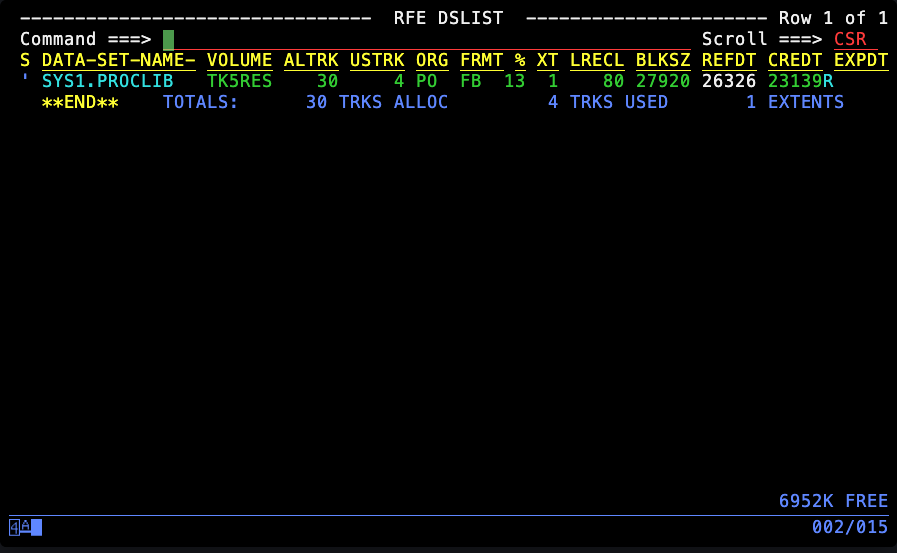 -------------------------------- RFE DSLIST ---------------------- Row 1 of 1
Command ===> Scroll ===> CSR
S DATA-SET-NAME- VOLUME ALTRK USTRK ORG FRMT % XT LRECL BLKSZ REFDT CREDT EXPDT
' SYS1.PROCLIB TK5RES 30 4 PO FB 13 1 80 27920 26326 23139R
**END** TOTALS: 30 TRKS ALLOC 4 TRKS USED 1 EXTENTS
6952K FREE
4A 002/015